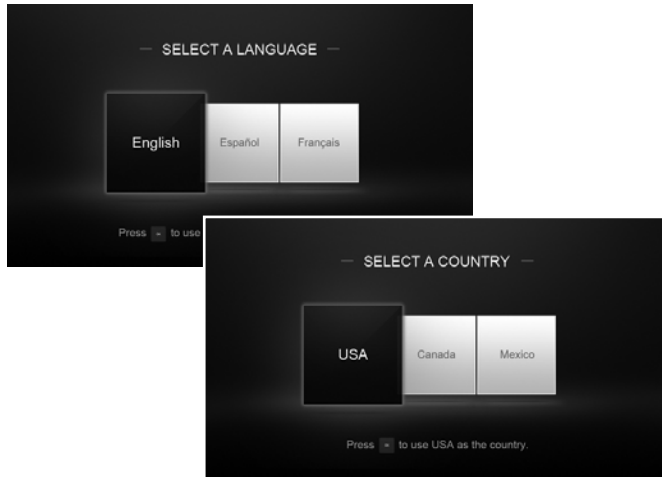 SELECT A LANGUAGE
English Español Français
Press - to use
SELECT A COUNTRY
USA Canada Mexico
Press - to use USA as the country.